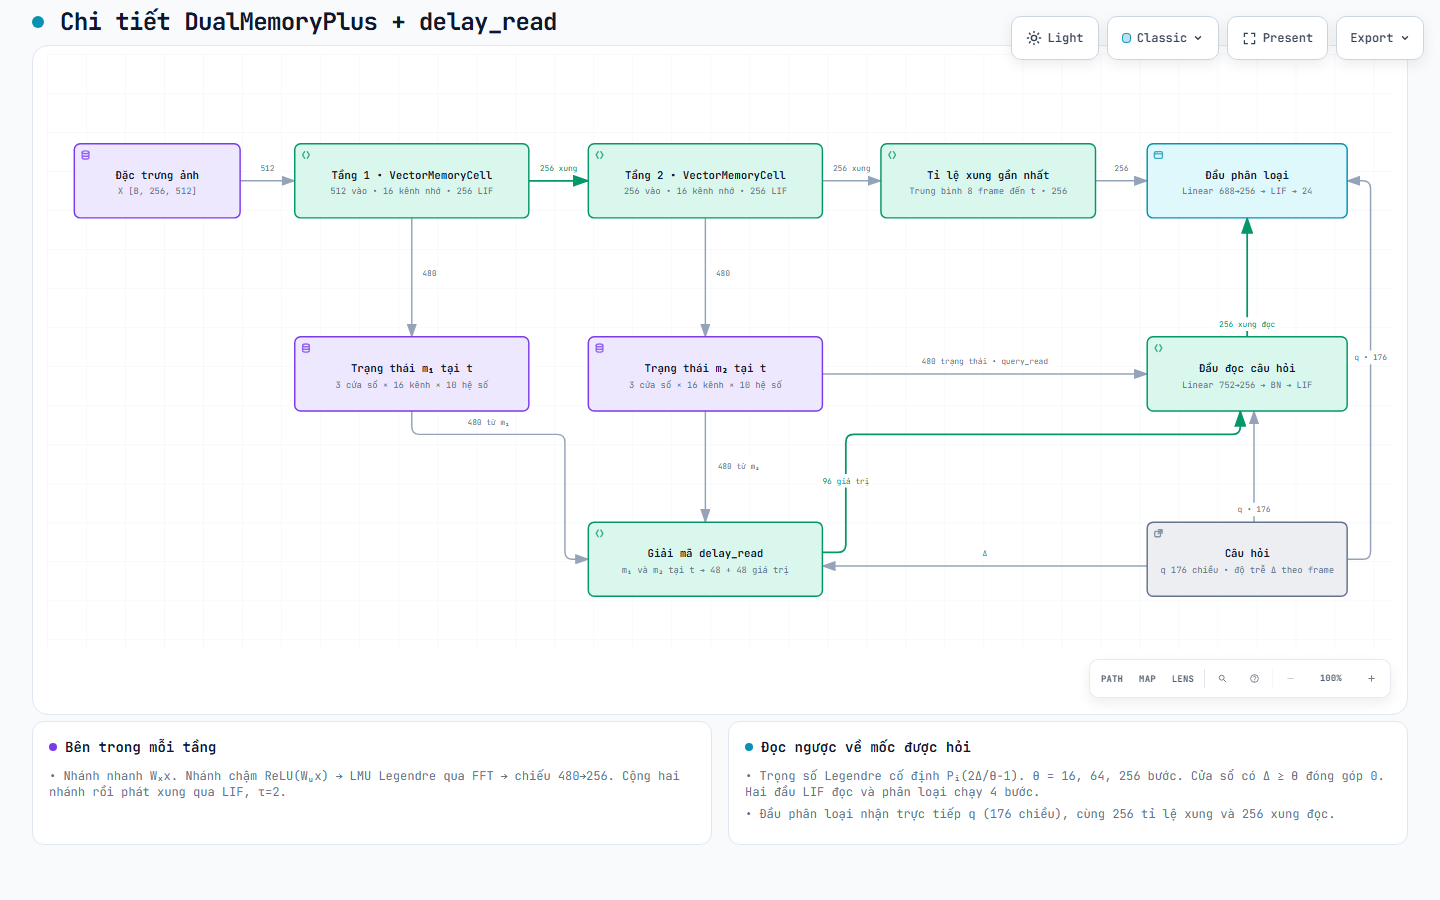 Chi tiết DualMemoryPlus + delay_read
Light
Classic
Present
Export
Đặc trưng ảnh
X [B, 256, 512]
512
Tầng 1 • VectorMemoryCell
512 vào • 16 kênh nhớ • 256 LIF
256 xung
Tầng 2 • VectorMemoryCell
256 vào • 16 kênh nhớ • 256 LIF
256 xung
Tỉ lệ xung gần nhất
Trung bình 8 frame đến t • 256
256
Đầu phân loại
Linear 688→256 → LIF → 24
480
480
256 xung đọc
Trạng thái m₁ tại t
3 cửa sổ × 16 kênh × 10 hệ số
Trạng thái m₂ tại t
3 cửa sổ × 16 kênh × 10 hệ số
480 trạng thái • query_read
Đầu đọc câu hỏi
Linear 752→256 → BN → LIF
q • 176
480 từ m₁
480 từ m₂
96 giá trị
q • 176
Giải mã delay_read
m₁ và m₂ tại t → 48 + 48 giá trị
Δ
Câu hỏi
q 176 chiều • độ trễ Δ theo frame
PATH
MAP
LENS
100%
Bên trong mỗi tầng
• Nhánh nhanh Wₓx. Nhánh chậm ReLU(Wᵤx) → LMU Legendre qua FFT → chiếu 480→256. Cộng hai
nhánh rồi phát xung qua LIF, τ=2.
Đọc ngược về mốc được hỏi
• Trọng số Legendre cố định Pᵢ(2Δ/θ-1). θ = 16, 64, 256 bước. Cửa sổ có Δ ≥ θ đóng góp 0.
Hai đầu LIF đọc và phân loại chạy 4 bước.
• Đầu phân loại nhận trực tiếp q (176 chiều), cùng 256 tỉ lệ xung và 256 xung đọc.